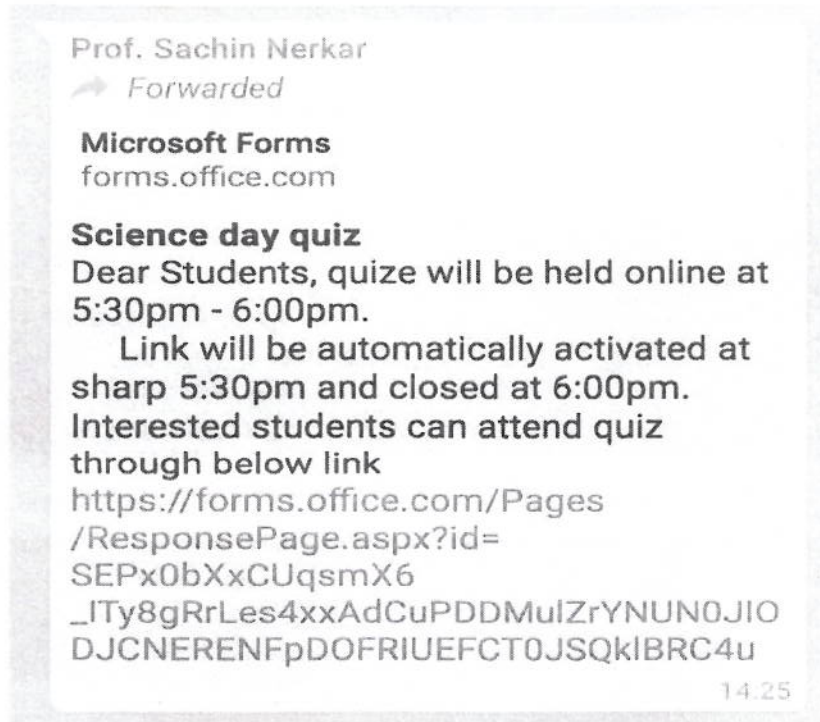 Prof. Sachin Nerkar
Forwarded
Microsoft Forms
forms.office.com
Science day quiz
Dear Students, quize will be held online at
5:30pm - 6:00pm.
Link will be automatically activated at
sharp 5:30pm and closed at 6:00pm.
Interested students can attend quiz
through below link
https://forms.office.com/Pages
/ResponsePage.aspx?id=
SEPx0bXxCUqsmX6
_lTy8gRrLes4xxAdCuPDDMulZrYNUN0JIO
DJCNERENFpDOFRIUEFCT0JSQklBRC4u
14:25